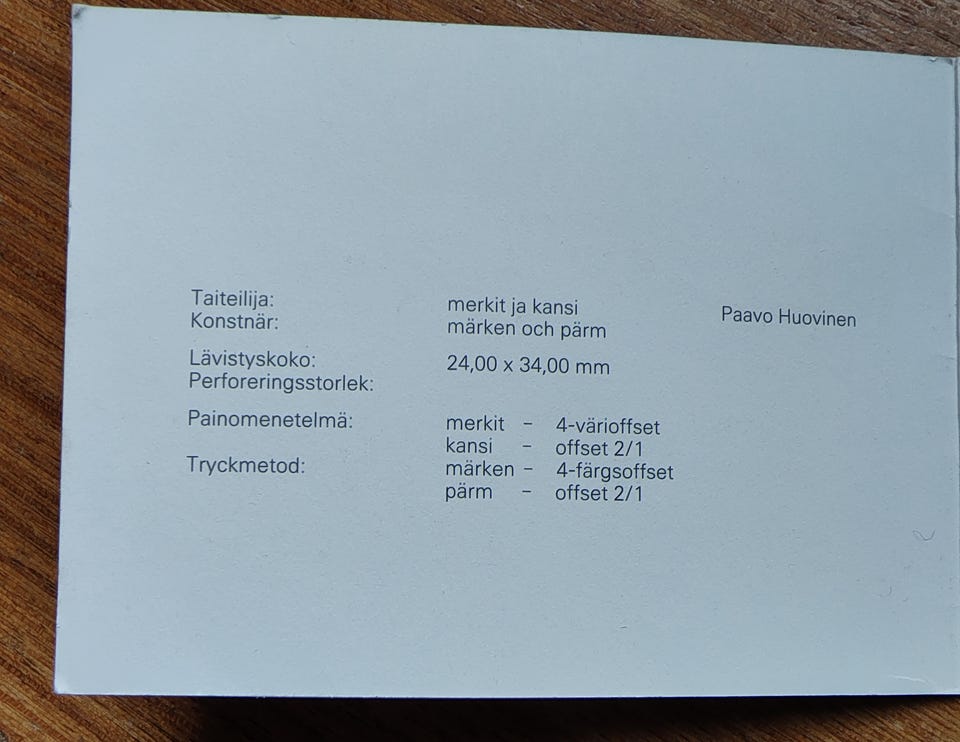 Taiteilija: merkit ja kansi Paavo Huovinen
Konstnär: märken och pärm
Lävistyskoko: 24,00 x 34,00 mm
Perforeringsstorlek:
Painomenetelmä: merkit – 4-värioffset
kansi – offset 2/1
Tryckmetod: märken – 4-färgsoffset
pärm – offset 2/1